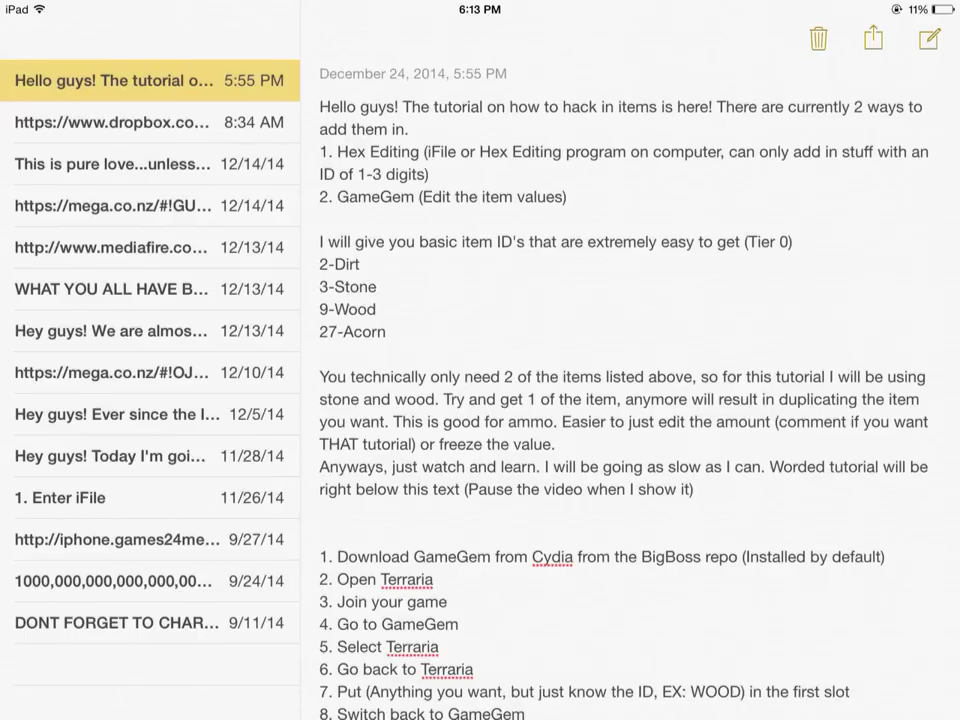 iPad 6:13 PM 11%
Hello guys! The tutorial o... 5:55 PM
https://www.dropbox.co... 8:34 AM
This is pure love...unless... 12/14/14
https://mega.co.nz/#!GU... 12/14/14
http://www.mediafire.co... 12/13/14
WHAT YOU ALL HAVE B... 12/13/14
Hey guys! We are almos... 12/13/14
https://mega.co.nz/#!OJ... 12/10/14
Hey guys! Ever since the I... 12/5/14
Hey guys! Today I'm goi... 11/28/14
1. Enter iFile 11/26/14
http://iphone.games24me... 9/27/14
1000,000,000,000,000,00... 9/24/14
DONT FORGET TO CHAR... 9/11/14
December 24, 2014, 5:55 PM
Hello guys! The tutorial on how to hack in items is here! There are currently 2 ways to
add them in.
1. Hex Editing (iFile or Hex Editing program on computer, can only add in stuff with an
ID of 1-3 digits)
2. GameGem (Edit the item values)
I will give you basic item ID's that are extremely easy to get (Tier 0)
2-Dirt
3-Stone
9-Wood
27-Acorn
You technically only need 2 of the items listed above, so for this tutorial I will be using
stone and wood. Try and get 1 of the item, anymore will result in duplicating the item
you want. This is good for ammo. Easier to just edit the amount (comment if you want
THAT tutorial) or freeze the value.
Anyways, just watch and learn. I will be going as slow as I can. Worded tutorial will be
right below this text (Pause the video when I show it)
1. Download GameGem from Cydia from the BigBoss repo (Installed by default)
2. Open Terraria
3. Join your game
4. Go to GameGem
5. Select Terraria
6. Go back to Terraria
7. Put (Anything you want, but just know the ID, EX: WOOD) in the first slot
8. Switch back to GameGem